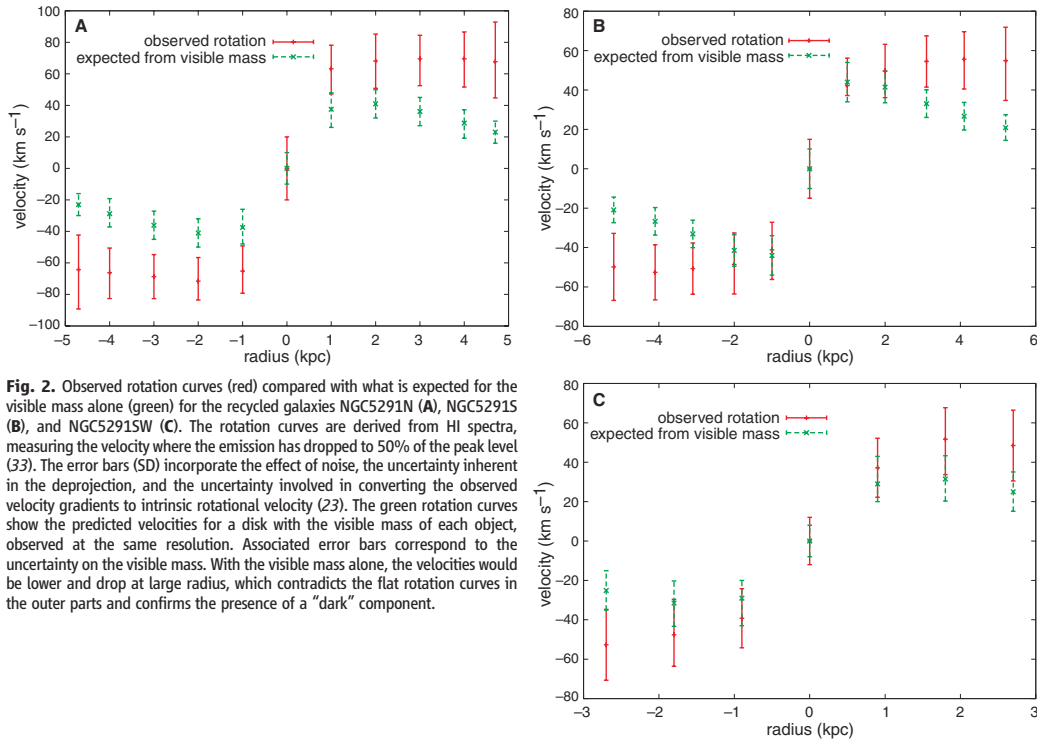 A
observed rotation
expected from visible mass
100
80
60
40
20
0
−20
−40
−60
−80
−100
velocity (km s−1)
−5 −4 −3 −2 −1 0 1 2 3 4 5
radius (kpc)
B
observed rotation
expected from visible mass
80
60
40
20
0
−20
−40
−60
−80
velocity (km s−1)
−6 −4 −2 0 2 4 6
radius (kpc)
Fig. 2. Observed rotation curves (red) compared with what is expected for the
visible mass alone (green) for the recycled galaxies NGC5291N (A), NGC5291S
(B), and NGC5291SW (C). The rotation curves are derived from HI spectra,
measuring the velocity where the emission has dropped to 50% of the peak level
(33). The error bars (SD) incorporate the effect of noise, the uncertainty inherent
in the deprojection, and the uncertainty involved in converting the observed
velocity gradients to intrinsic rotational velocity (23). The green rotation curves
show the predicted velocities for a disk with the visible mass of each object,
observed at the same resolution. Associated error bars correspond to the
uncertainty on the visible mass. With the visible mass alone, the velocities would
be lower and drop at large radius, which contradicts the flat rotation curves in
the outer parts and confirms the presence of a “dark” component.
C
observed rotation
expected from visible mass
80
60
40
20
0
−20
−40
−60
−80
velocity (km s−1)
−3 −2 −1 0 1 2 3
radius (kpc)